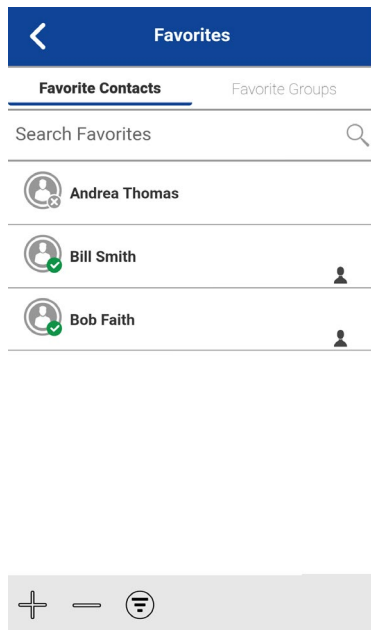 Favorites
Favorite Contacts Favorite Groups
Search Favorites
Andrea Thomas
Bill Smith
Bob Faith